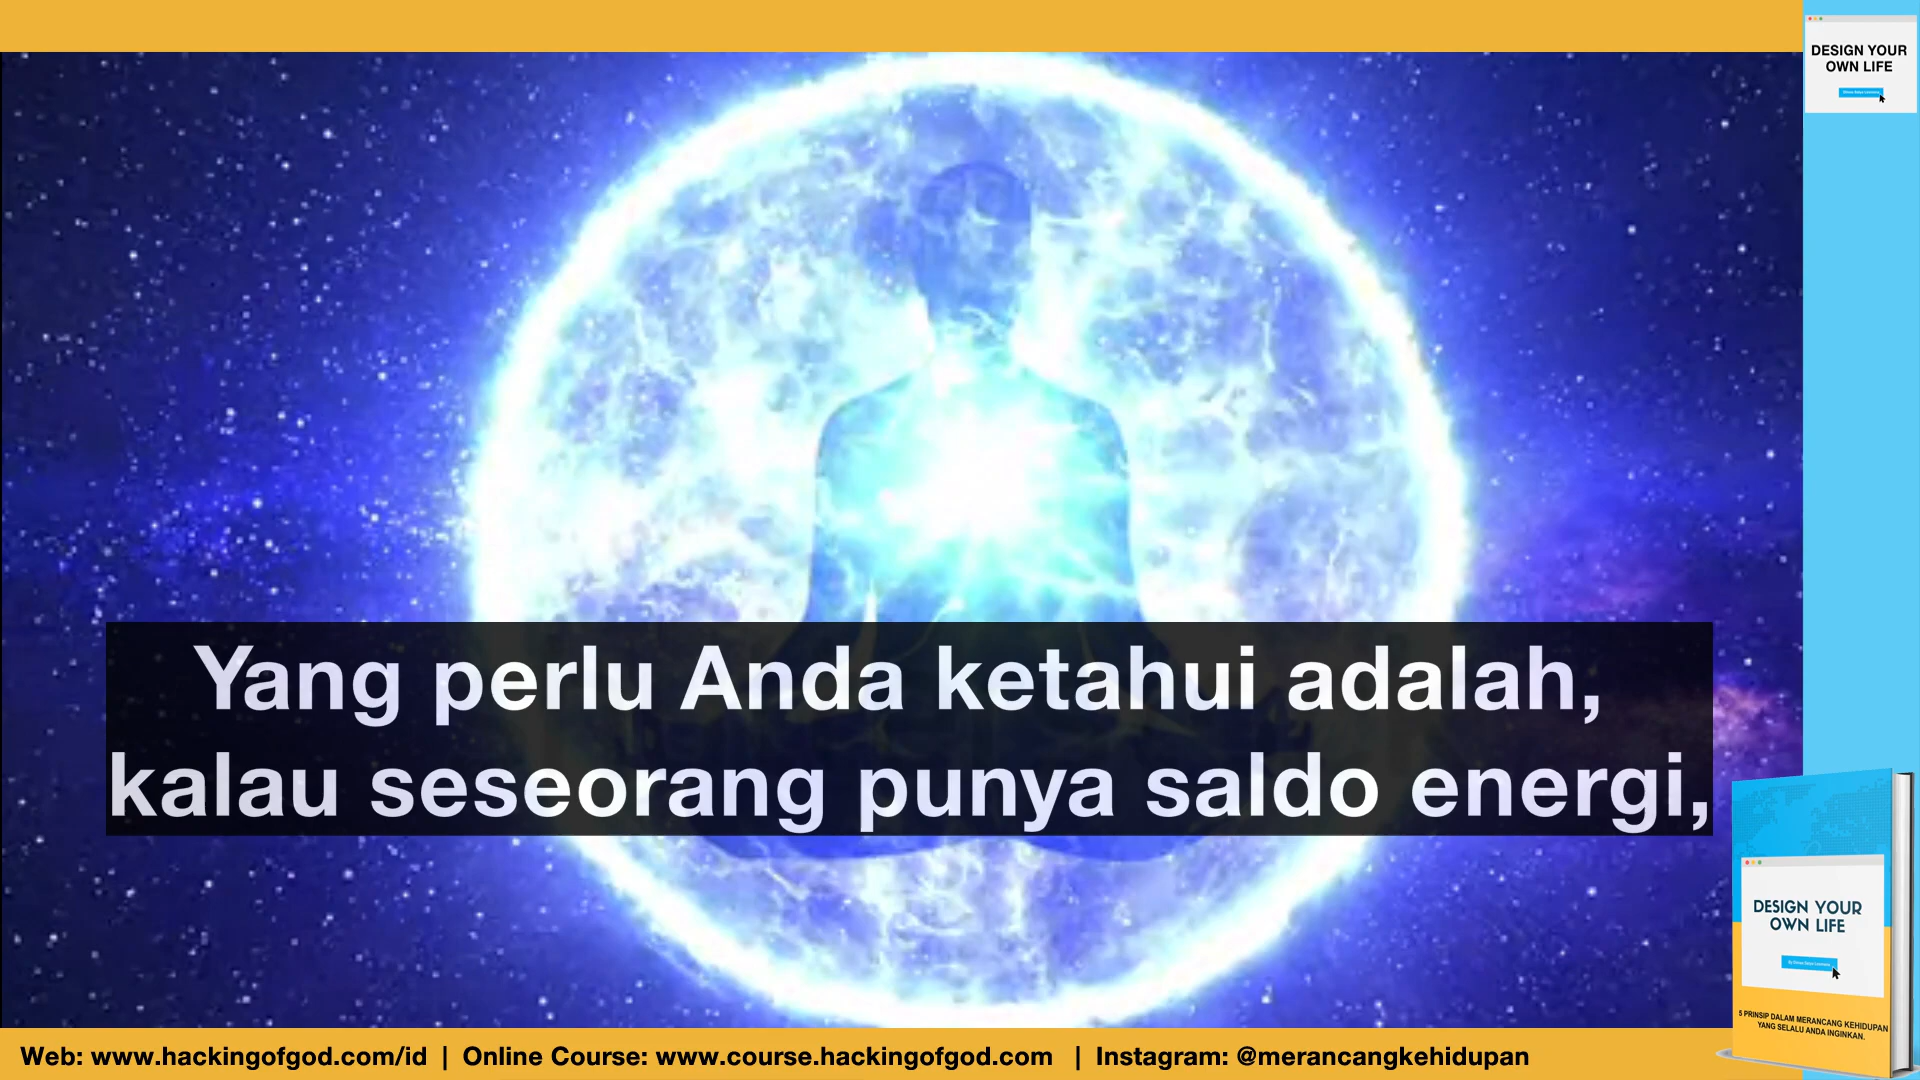 DESIGN YOUR
OWN LIFE
Yang perlu Anda ketahui adalah,
kalau seseorang punya saldo energi,
DESIGN YOUR
OWN LIFE
5 PRINSIP DALAM MERANCANG KEHIDUPAN
YANG SELALU ANDA INGINKAN.
Web: www.hackingofgod.com/id | Online Course: www.course.hackingofgod.com | Instagram: @merancangkehidupan